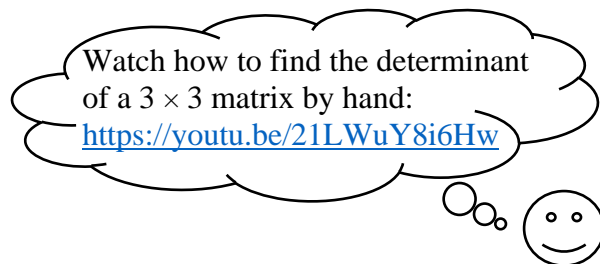 Watch how to find the determinant
of a 3 × 3 matrix by hand:
https://youtu.be/21LWuY8i6Hw